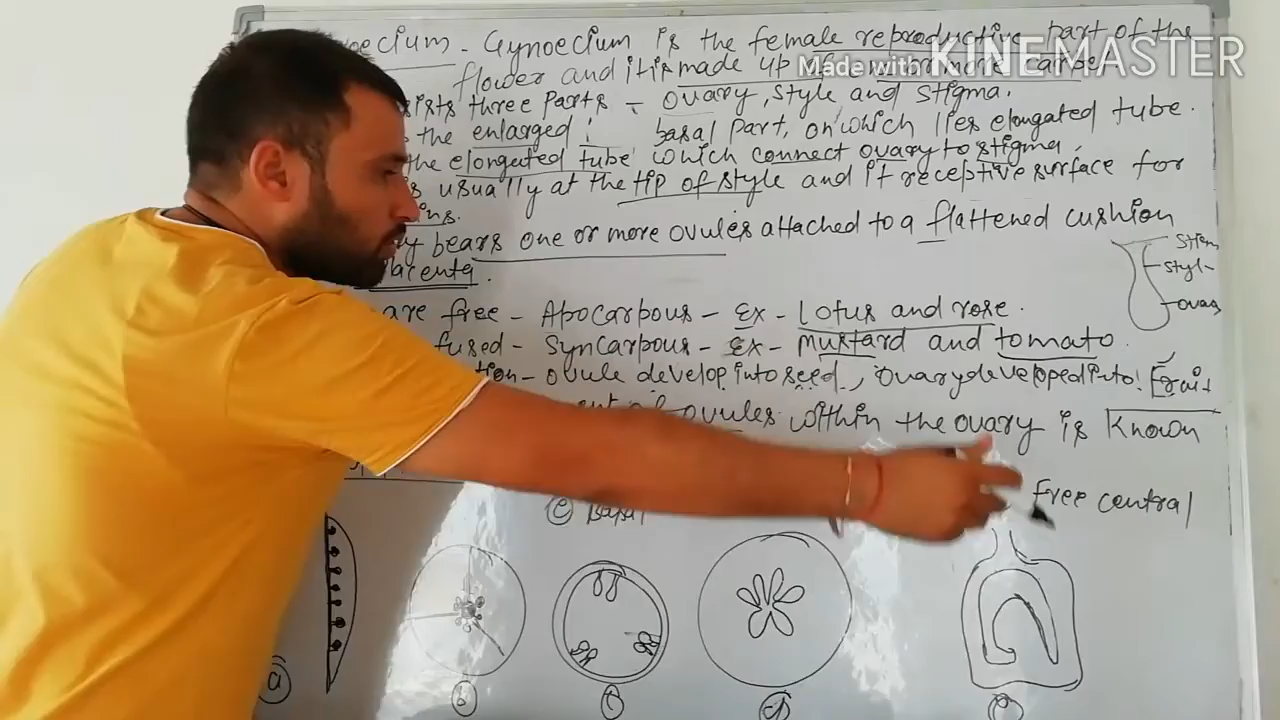 oecium - Gynoecium is the female reproductive part of the
flower and it is made up of one or more carpe
Made with KINEMASTER
sists three parts = ovary, style and stigma.
the enlarged basal part, on which lies elongated tube.
the elongated tube which connect ovary to stigma.
s usually at the tip of style and it receptive surface for
ins.
y bears one or more ovules attached to a flattened cushion
lacenta.
Stigm
Styl
ovar
are free - Apocarpous - Ex - Lotus and rose.
fused - Syncarpous - Ex - mustard and tomato.
tion - ovule develop into seed, ovary developed into Fruit
ent of ovules within the ovary is known
Free central
(e) Basal
(a)
(b)
(c)
(d)
(e)